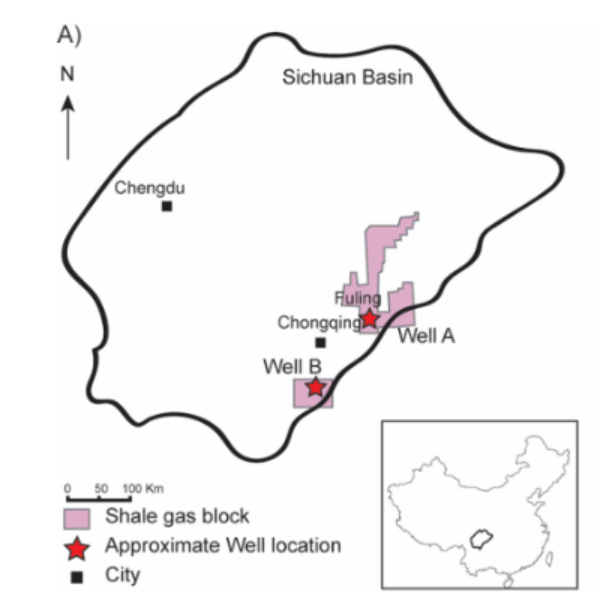 A)
N
Sichuan Basin
Chengdu
Fuling
Chongqing
Well A
Well B
0 50 100 Km
Shale gas block
Approximate Well location
City